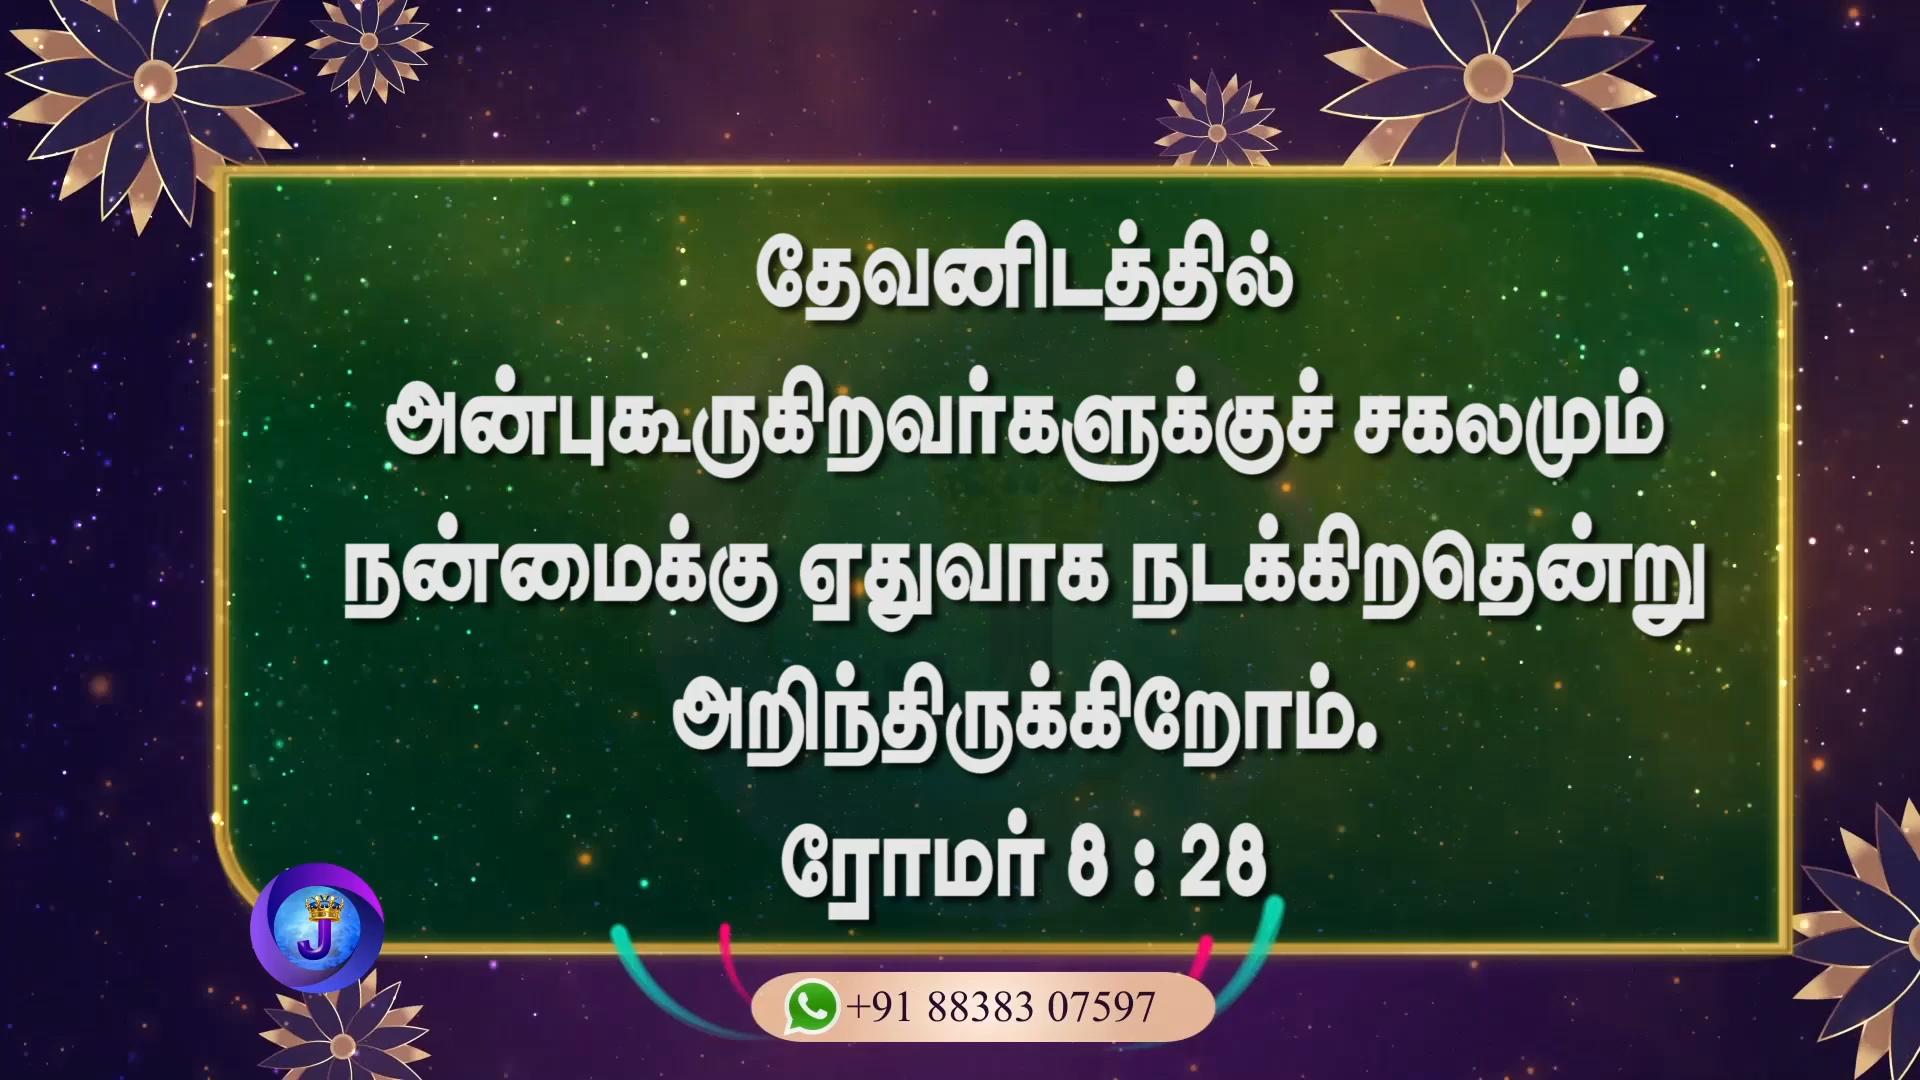 தேவனிடத்தில்
அன்புகூருகிறவர்களுக்குச் சகலமும்
நன்மைக்கு ஏதுவாக நடக்கிறதென்று
அறிந்திருக்கிறோம்.
ரோமர் 8 : 28
J
+91 88383 07597